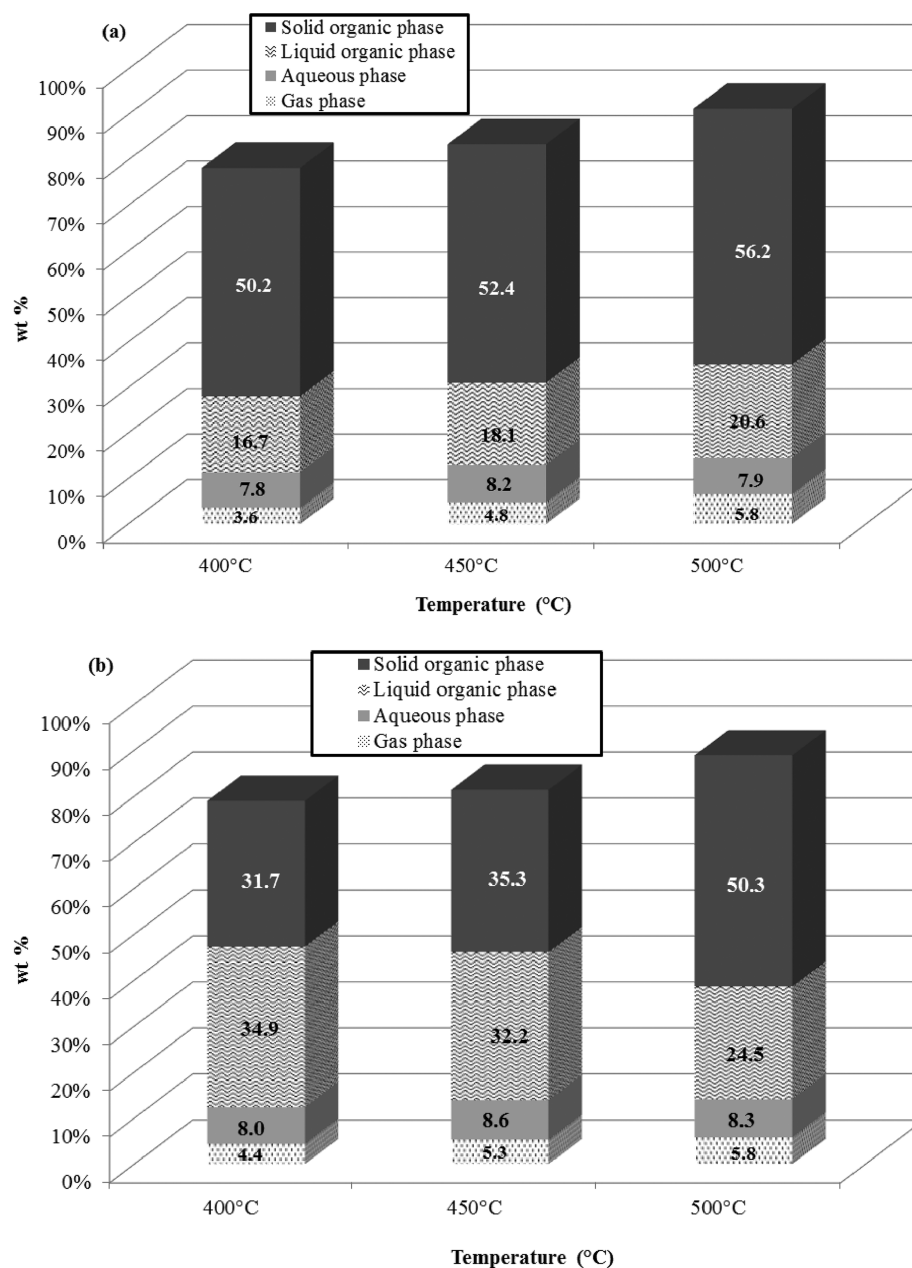 (a)
Solid organic phase
Liquid organic phase
Aqueous phase
Gas phase
100%
90%
80%
70%
60%
50%
40%
30%
20%
10%
0%
wt %
50.2
52.4
56.2
16.7
18.1
20.6
7.8
8.2
7.9
3.6
4.8
5.8
400°C
450°C
500°C
Temperature (°C)
(b)
Solid organic phase
Liquid organic phase
Aqueous phase
Gas phase
100%
90%
80%
70%
60%
50%
40%
30%
20%
10%
0%
wt %
31.7
35.3
50.3
34.9
32.2
24.5
8.0
8.6
8.3
4.4
5.3
5.8
400°C
450°C
500°C
Temperature (°C)